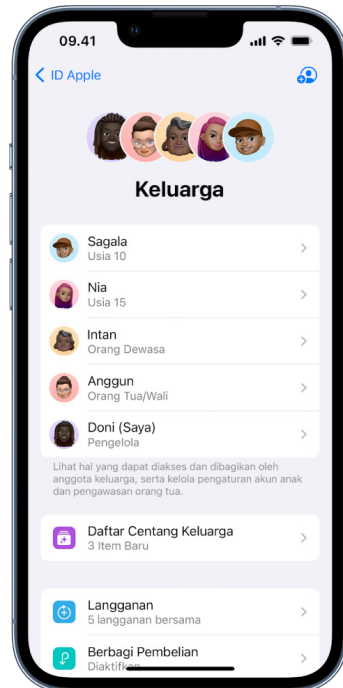 09.41
ID Apple
Keluarga
Sagala
Usia 10
Nia
Usia 15
Intan
Orang Dewasa
Anggun
Orang Tua/Wali
Doni (Saya)
Pengelola
Lihat hal yang dapat diakses dan dibagikan oleh
anggota keluarga, serta kelola pengaturan akun anak
dan pengawasan orang tua.
Daftar Centang Keluarga
3 Item Baru
Langganan
5 langganan bersama
Berbagi Pembelian
Diaktifkan